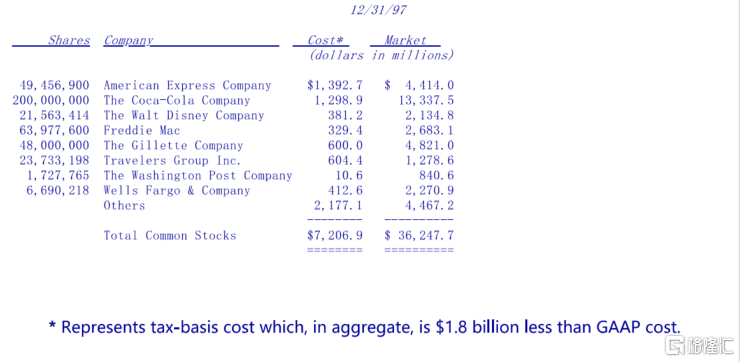 12/31/97
Shares Company Cost* Market
(dollars in millions)
49,456,900 American Express Company $1,392.7 $ 4,414.0
200,000,000 The Coca-Cola Company 1,298.9 13,337.5
21,563,414 The Walt Disney Company 381.2 2,134.8
63,977,600 Freddie Mac 329.4 2,683.1
48,000,000 The Gillette Company 600.0 4,821.0
23,733,198 Travelers Group Inc. 604.4 1,278.6
1,727,765 The Washington Post Company 10.6 840.6
6,690,218 Wells Fargo & Company 412.6 2,270.9
Others 2,177.1 4,467.2
Total Common Stocks $7,206.9 $ 36,247.7
* Represents tax-basis cost which, in aggregate, is $1.8 billion less than GAAP cost.
格隆汇